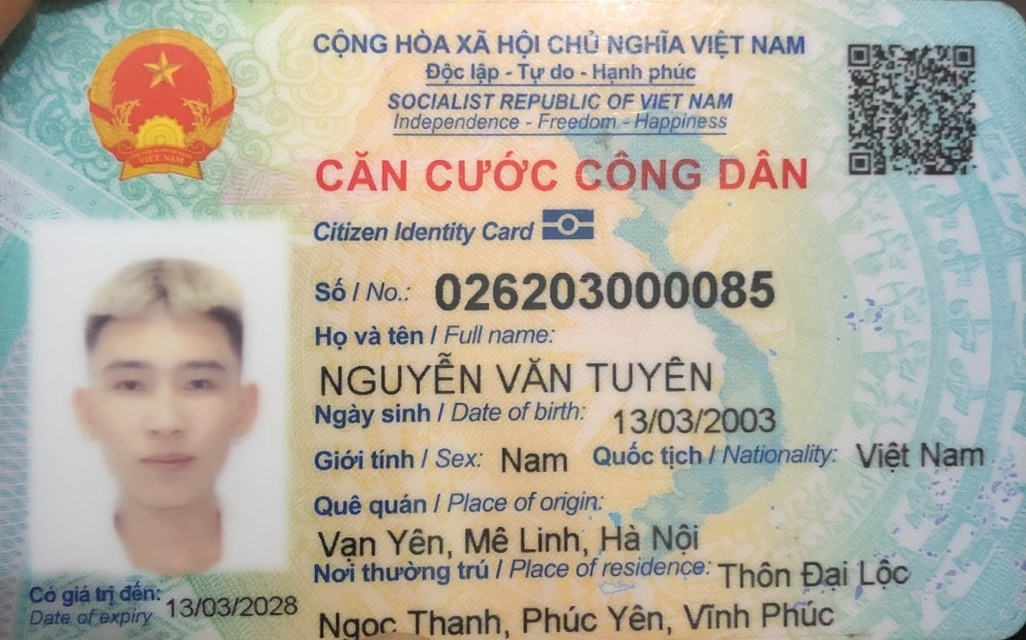 CỘNG HÒA XÃ HỘI CHỦ NGHĨA VIỆT NAM
Độc lập - Tự do - Hạnh phúc
SOCIALIST REPUBLIC OF VIET NAM
Independence - Freedom - Happiness
VIỆT NAM
CĂN CƯỚC CÔNG DÂN
Citizen Identity Card
Số / No.: 026203000085
Họ và tên / Full name:
NGUYỄN VĂN TUYÊN
Ngày sinh / Date of birth: 13/03/2003
Giới tính / Sex: Nam Quốc tịch / Nationality: Việt Nam
Quê quán / Place of origin:
Vạn Yên, Mê Linh, Hà Nội
Nơi thường trú / Place of residence: Thôn Đại Lộc
Ngọc Thanh, Phúc Yên, Vĩnh Phúc
Có giá trị đến: 13/03/2028
Date of expiry